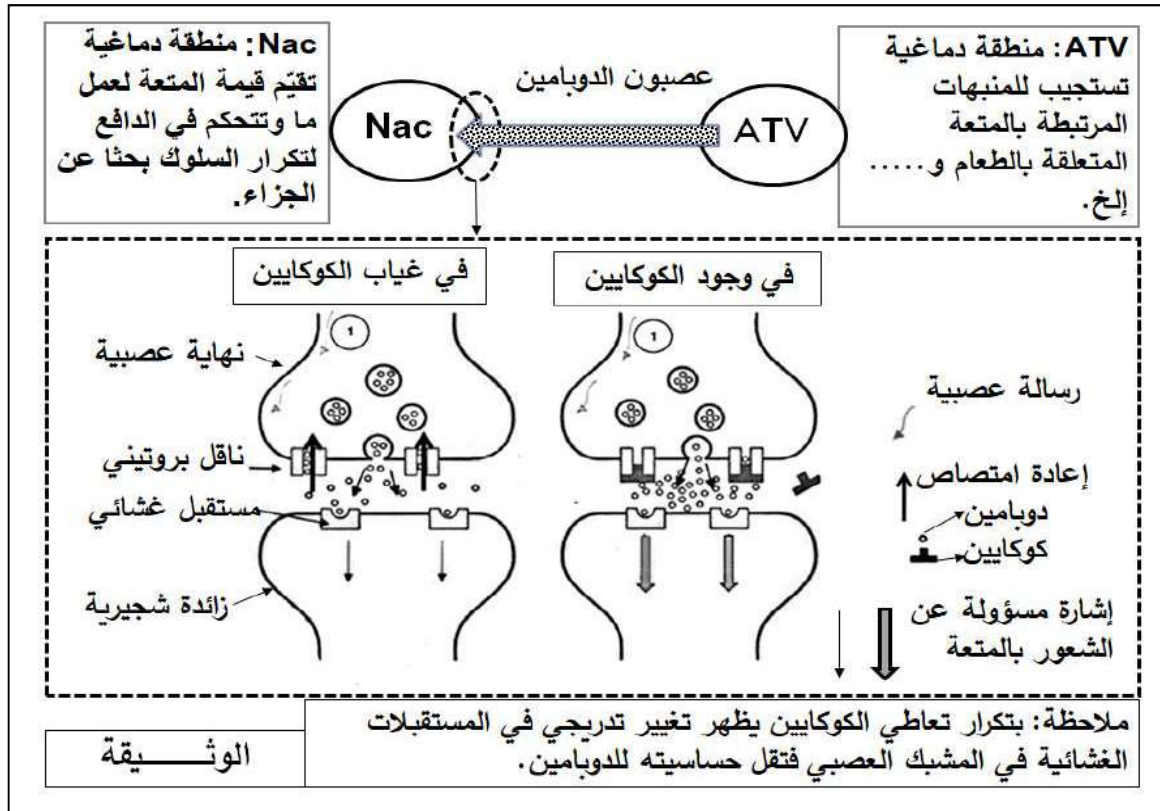 ATV: منطقة دماغية
تستجيب للمنبهات
المرتبطة بالمتعة
المتعلقة بالطعام و.....
إلخ.
عصبون الدوبامين
ATV
Nac
Nac: منطقة دماغية
تقيّم قيمة المتعة لعمل
ما وتتحكم في الدافع
لتكرار السلوك بحثا عن
الجزاء.
في وجود الكوكايين
في غياب الكوكايين
1
1
رسالة عصبية
إعادة امتصاص
دوبامين
كوكايين
إشارة مسؤولة عن
الشعور بالمتعة
نهاية عصبية
ناقل بروتيني
مستقبل غشائي
زائدة شجيرية
ملاحظة: بتكرار تعاطي الكوكايين يظهر تغيير تدريجي في المستقبلات
الغشائية في المشبك العصبي فتقل حساسيته للدوبامين.
الوثـــــيقة